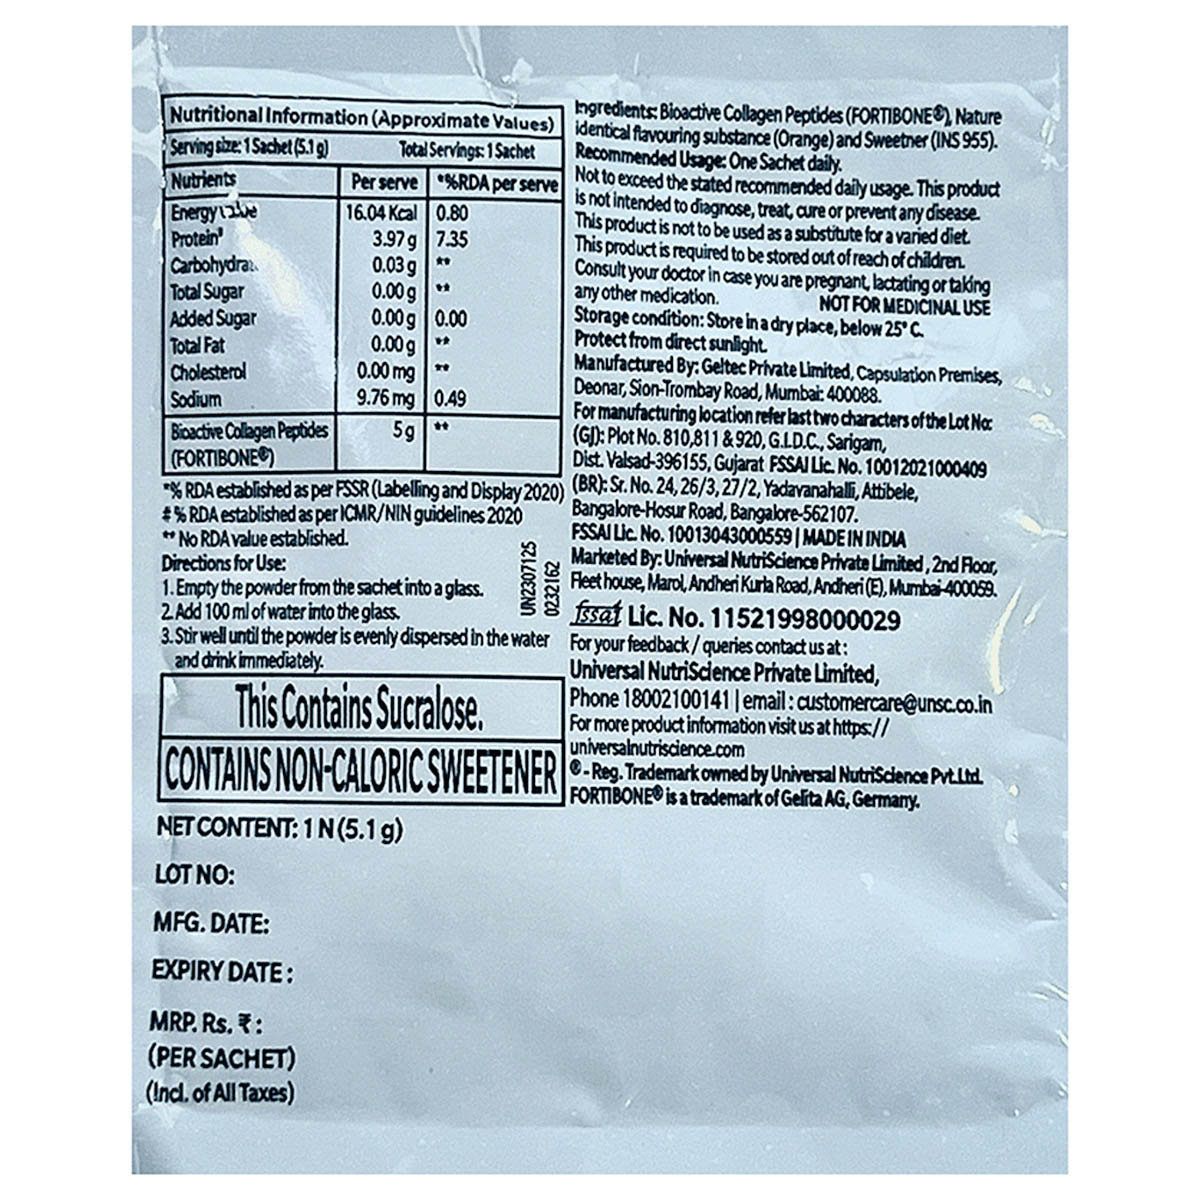 Nutritional Information (Approximate Values)
Serving size: 1 Sachet (5.1 g) Total Servings: 1 Sachet
Nutrients Per serve *%RDA per serve
Energy 16.04 Kcal 0.80
Protein# 3.97 g 7.35
Carbohydrate 0.03 g **
Total Sugar 0.00 g **
Added Sugar 0.00 g 0.00
Total Fat 0.00 g **
Cholesterol 0.00 mg **
Sodium 9.76 mg 0.49
Bioactive Collagen Peptides 5 g **
(FORTIBONE®)
*% RDA established as per FSSR (Labelling and Display 2020)
# % RDA established as per ICMR/NIN guidelines 2020
** No RDA value established.
Directions for Use:
1. Empty the powder from the sachet into a glass.
2. Add 100 ml of water into the glass.
3. Stir well until the powder is evenly dispersed in the water
and drink immediately.
UN2307125
0232162
This Contains Sucralose.
CONTAINS NON-CALORIC SWEETENER
NET CONTENT: 1 N (5.1 g)
LOT NO:
MFG. DATE:
EXPIRY DATE :
MRP. Rs. ₹ :
(PER SACHET)
(Incl. of All Taxes)
Ingredients: Bioactive Collagen Peptides (FORTIBONE®), Nature
identical flavouring substance (Orange) and Sweetner (INS 955).
Recommended Usage: One Sachet daily.
Not to exceed the stated recommended daily usage. This product
is not intended to diagnose, treat, cure or prevent any disease.
This product is not to be used as a substitute for a varied diet.
This product is required to be stored out of reach of children.
Consult your doctor in case you are pregnant, lactating or taking
any other medication. NOT FOR MEDICINAL USE
Storage condition: Store in a dry place, below 25° C.
Protect from direct sunlight.
Manufactured By: Geltec Private Limited, Capsulation Premises,
Deonar, Sion-Trombay Road, Mumbai: 400088.
For manufacturing location refer last two characters of the Lot No:
(GJ): Plot No. 810,811 & 920, G.I.D.C., Sarigam,
Dist. Valsad-396155, Gujarat FSSAI Lic. No. 10012021000409
(BR): Sr. No. 24, 26/3, 27/2, Yadavanahalli, Attibele,
Bangalore-Hosur Road, Bangalore-562107.
FSSAI Lic. No. 10013043000559 | MADE IN INDIA
Marketed By: Universal NutriScience Private Limited, 2nd Floor,
Fleet house, Marol, Andheri Kurla Road, Andheri (E), Mumbai-400059.
fssai Lic. No. 11521998000029
For your feedback / queries contact us at :
Universal NutriScience Private Limited,
Phone 18002100141 | email : customercare@unsc.co.in
For more product information visit us at https://
universalnutriscience.com
® - Reg. Trademark owned by Universal NutriScience Pvt.Ltd.
FORTIBONE® is a trademark of Gelita AG, Germany.